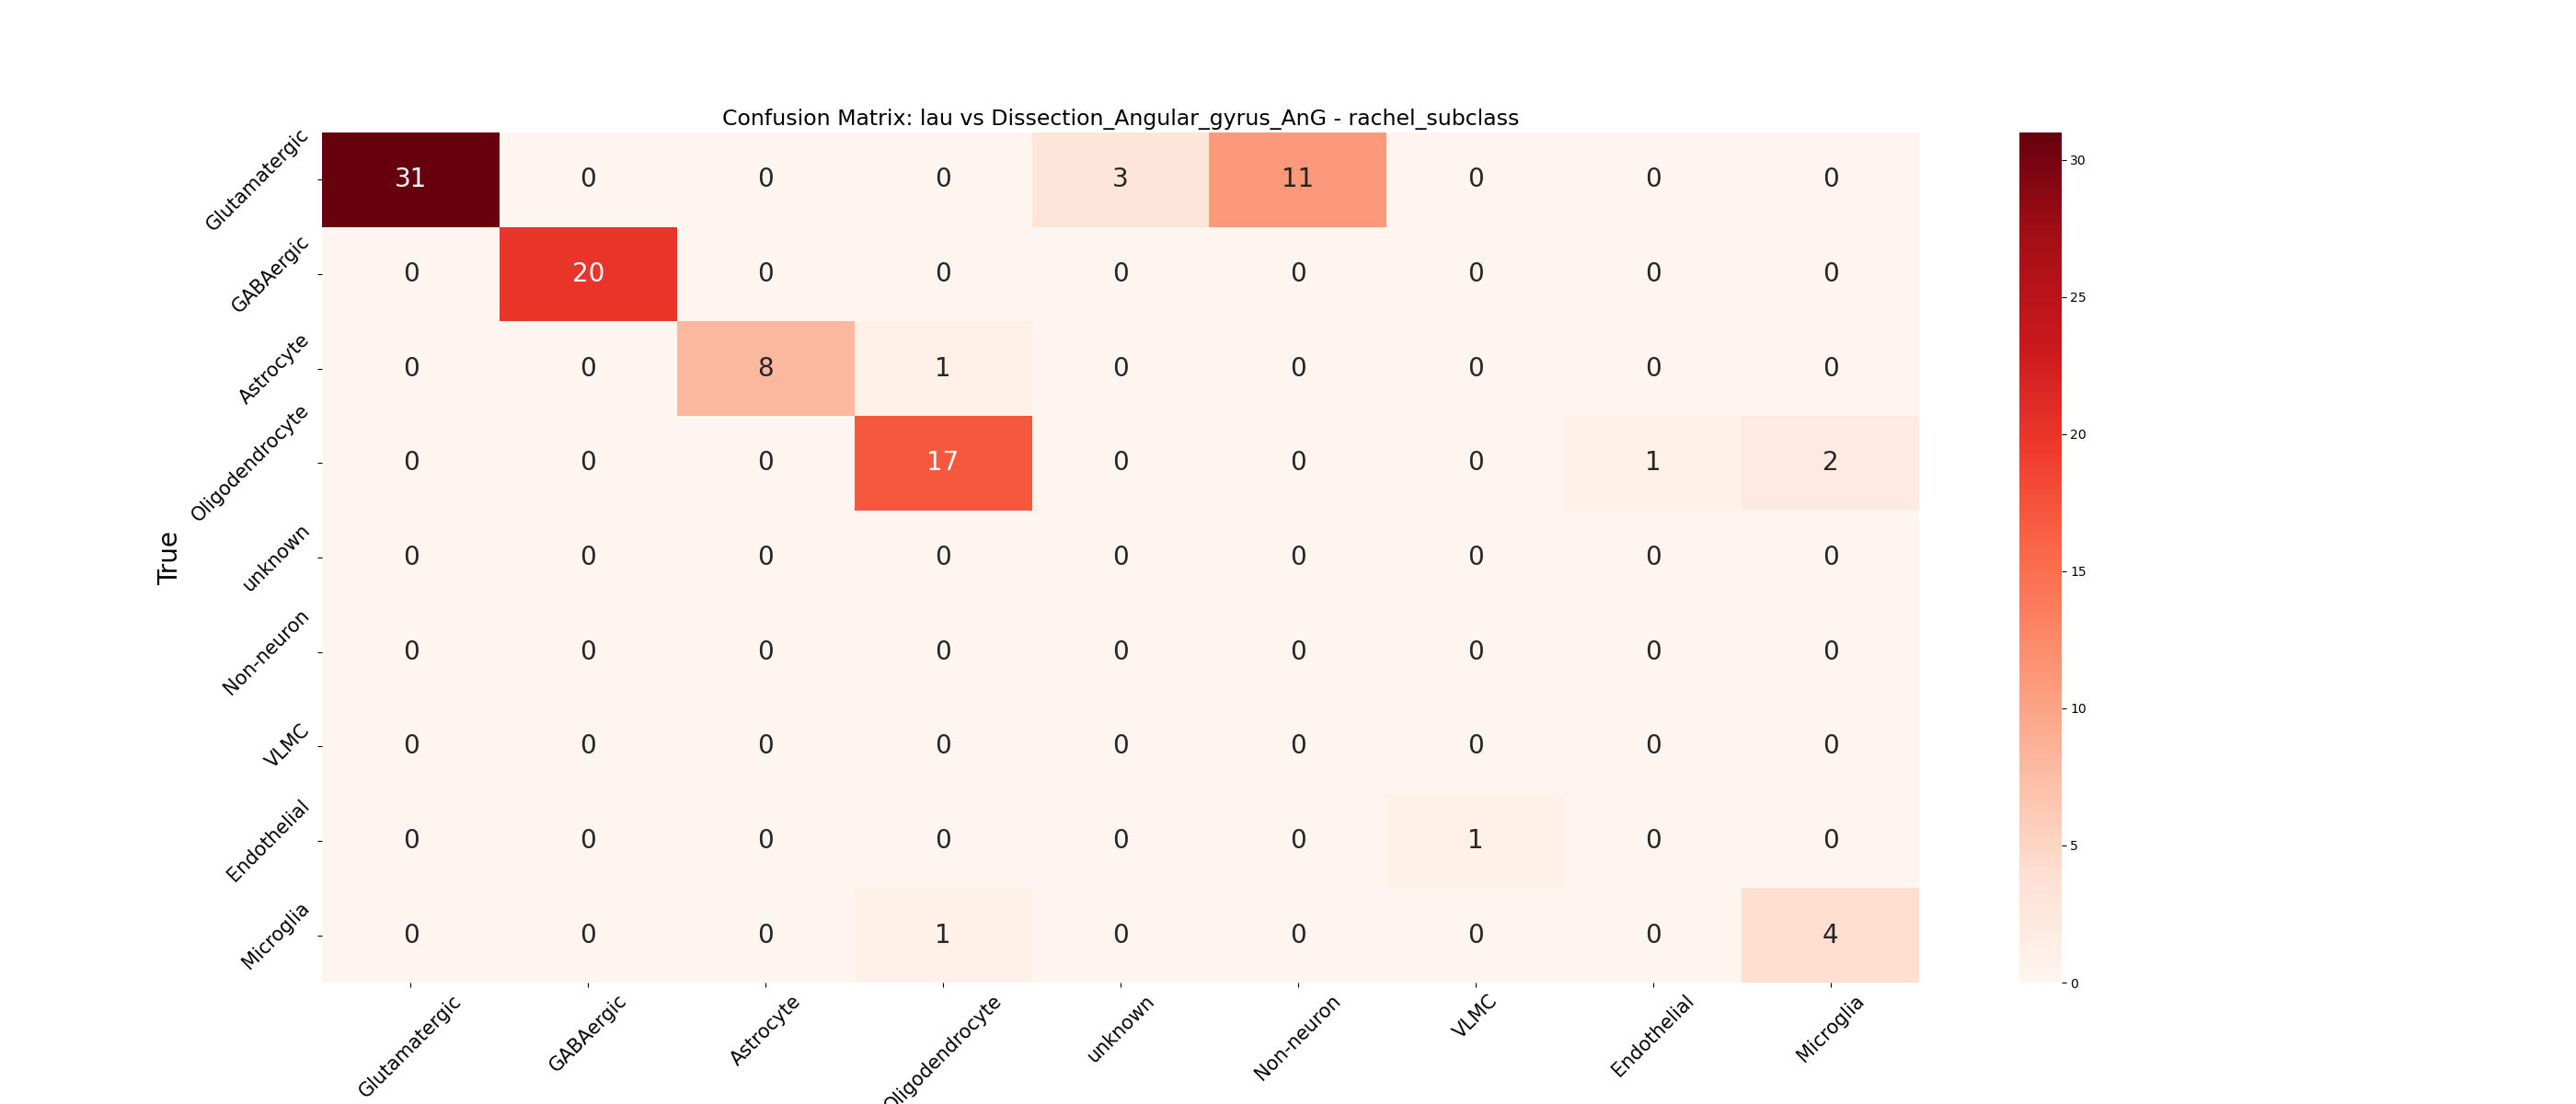 Confusion Matrix: lau vs Dissection_Angular_gyrus_AnG - rachel_subclass
True
Glutamatergic 31 0 0 0 3 11 0 0 0
GABAergic 0 20 0 0 0 0 0 0 0
Astrocyte 0 0 8 1 0 0 0 0 0
Oligodendrocyte 0 0 0 17 0 0 0 1 2
unknown 0 0 0 0 0 0 0 0 0
Non-neuron 0 0 0 0 0 0 0 0 0
VLMC 0 0 0 0 0 0 0 0 0
Endothelial 0 0 0 0 0 0 1 0 0
Microglia 0 0 0 1 0 0 0 0 4
Glutamatergic GABAergic Astrocyte Oligodendrocyte unknown Non-neuron VLMC Endothelial Microglia
30
25
20
15
10
5
0